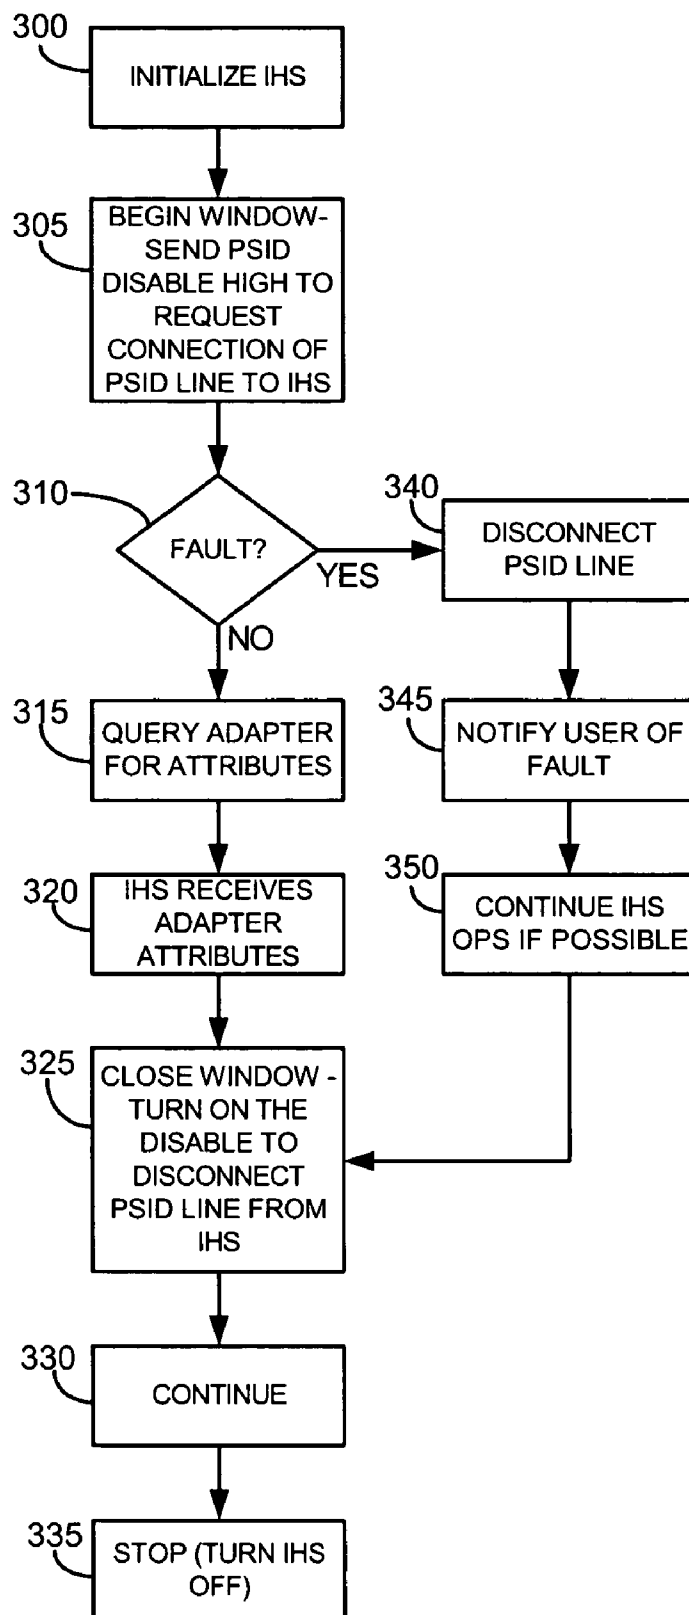 300
INITIALIZE IHS
305
BEGIN WINDOW-
SEND PSID
DISABLE HIGH TO
REQUEST
CONNECTION OF
PSID LINE TO IHS
310
FAULT?
YES
NO
340
DISCONNECT
PSID LINE
315
QUERY ADAPTER
FOR ATTRIBUTES
345
NOTIFY USER OF
FAULT
320
IHS RECEIVES
ADAPTER
ATTRIBUTES
350
CONTINUE IHS
OPS IF POSSIBLE
325
CLOSE WINDOW -
TURN ON THE
DISABLE TO
DISCONNECT
PSID LINE FROM
IHS
330
CONTINUE
335
STOP (TURN IHS
OFF)